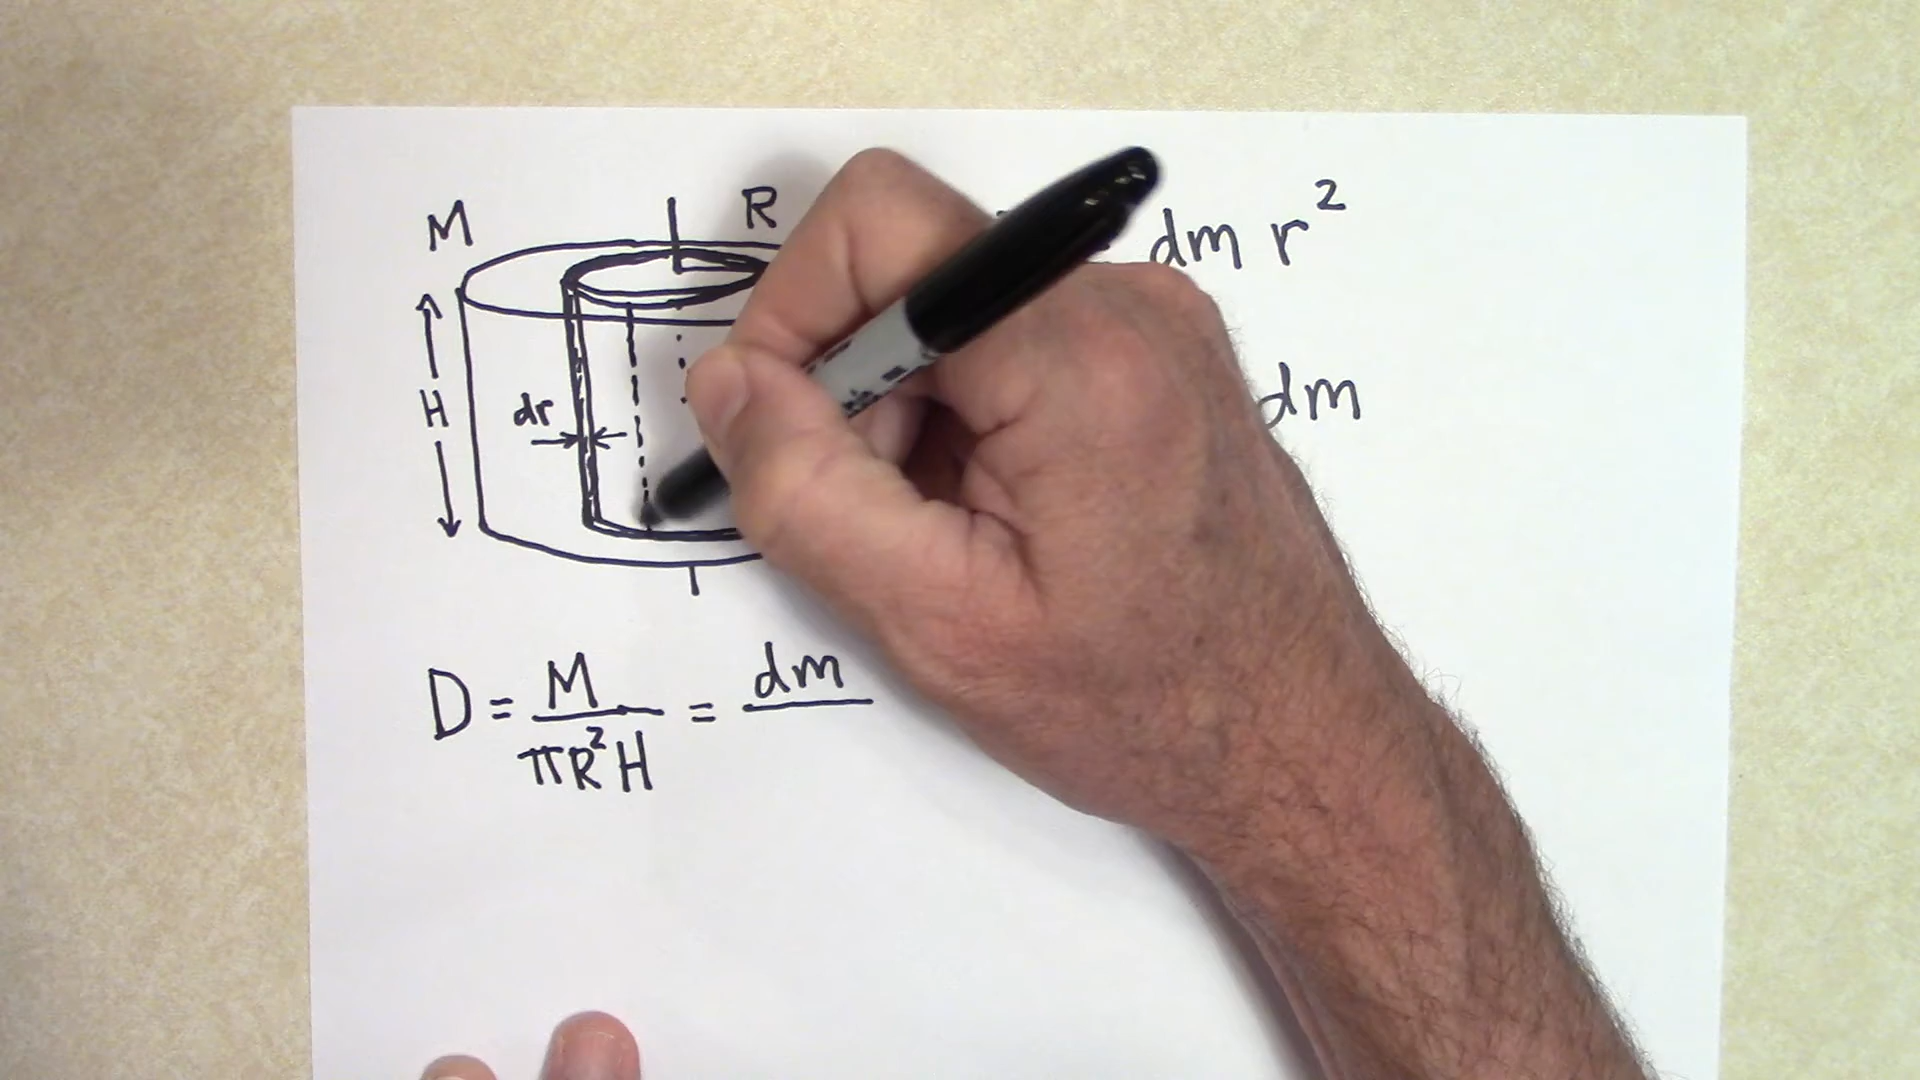 M R
dm r²
H dr dm
D = M/πR²H = dm